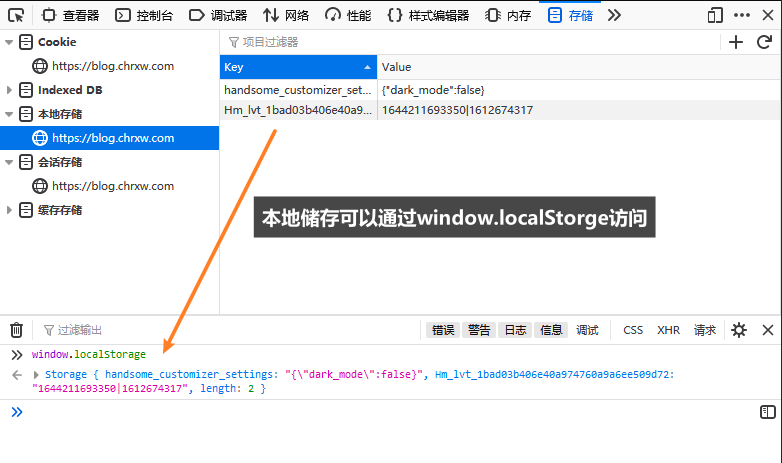 查看器 控制台 调试器 网络 性能 样式编辑器 内存 存储
Cookie
https://blog.chrxw.com
Indexed DB
本地存储
https://blog.chrxw.com
会话存储
https://blog.chrxw.com
缓存存储
项目过滤器
Key Value
handsome_customizer_set... {"dark_mode":false}
Hm_lvt_1bad03b406e40a9... 1644211693350|1612674317
本地储存可以通过window.localStorge访问
过滤输出 错误 警告 日志 信息 调试 CSS XHR 请求
window.localStorage
Storage { handsome_customizer_settings: "{\"dark_mode\":false}", Hm_lvt_1bad03b406e40a974760a9a6ee509d72:
"1644211693350|1612674317", length: 2 }